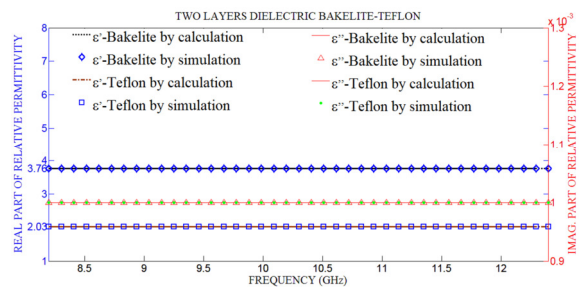 TWO LAYERS DIELECTRIC BAKELITE-TEFLON
x 10⁻³
8
7
6
5
4
3.76
3
2.03
1
REAL PART OF RELATIVE PERMITTIVITY
ε'-Bakelite by calculation
ε'-Bakelite by simulation
ε'-Teflon by calculation
ε'-Teflon by simulation
ε''-Bakelite by calculation
ε''-Bakelite by simulation
ε''-Teflon by calculation
ε''-Teflon by simulation
1.3
1.2
1.1
1
0.9
IMAG. PART OF RELATIVE PERMITTIVITY
8.5 9 9.5 10 10.5 11 11.5 12
FREQUENCY (GHz)